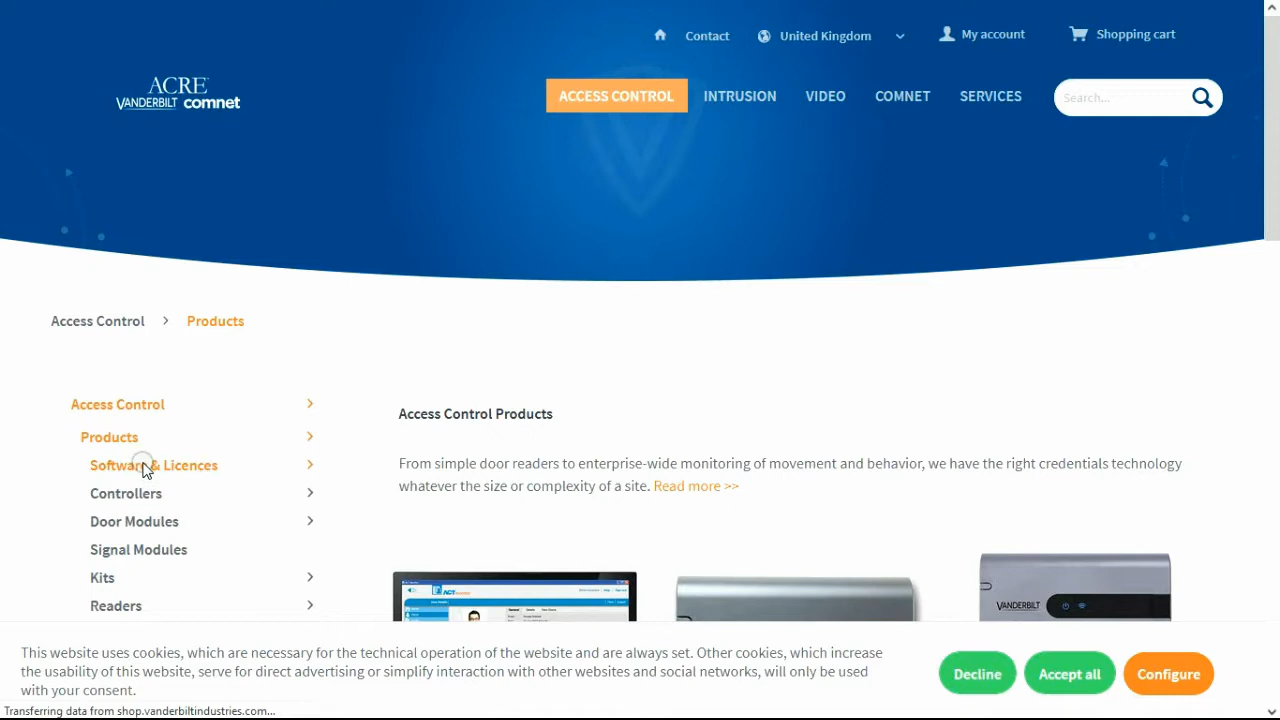 Contact
United Kingdom
My account
Shopping cart
ACRE
VANDERBILT comnet
ACCESS CONTROL
INTRUSION
VIDEO
COMNET
SERVICES
Search...
Access Control
Products
Access Control
Products
Software & Licences
Controllers
Door Modules
Signal Modules
Kits
Readers
Access Control Products
From simple door readers to enterprise-wide monitoring of movement and behavior, we have the right credentials technology
whatever the size or complexity of a site. Read more >>
ACT
VANDERBILT
This website uses cookies, which are necessary for the technical operation of the website and are always set. Other cookies, which increase
the usability of this website, serve for direct advertising or simplify interaction with other websites and social networks, will only be used
with your consent.
Decline
Accept all
Configure
Transferring data from shop.vanderbiltindustries.com...